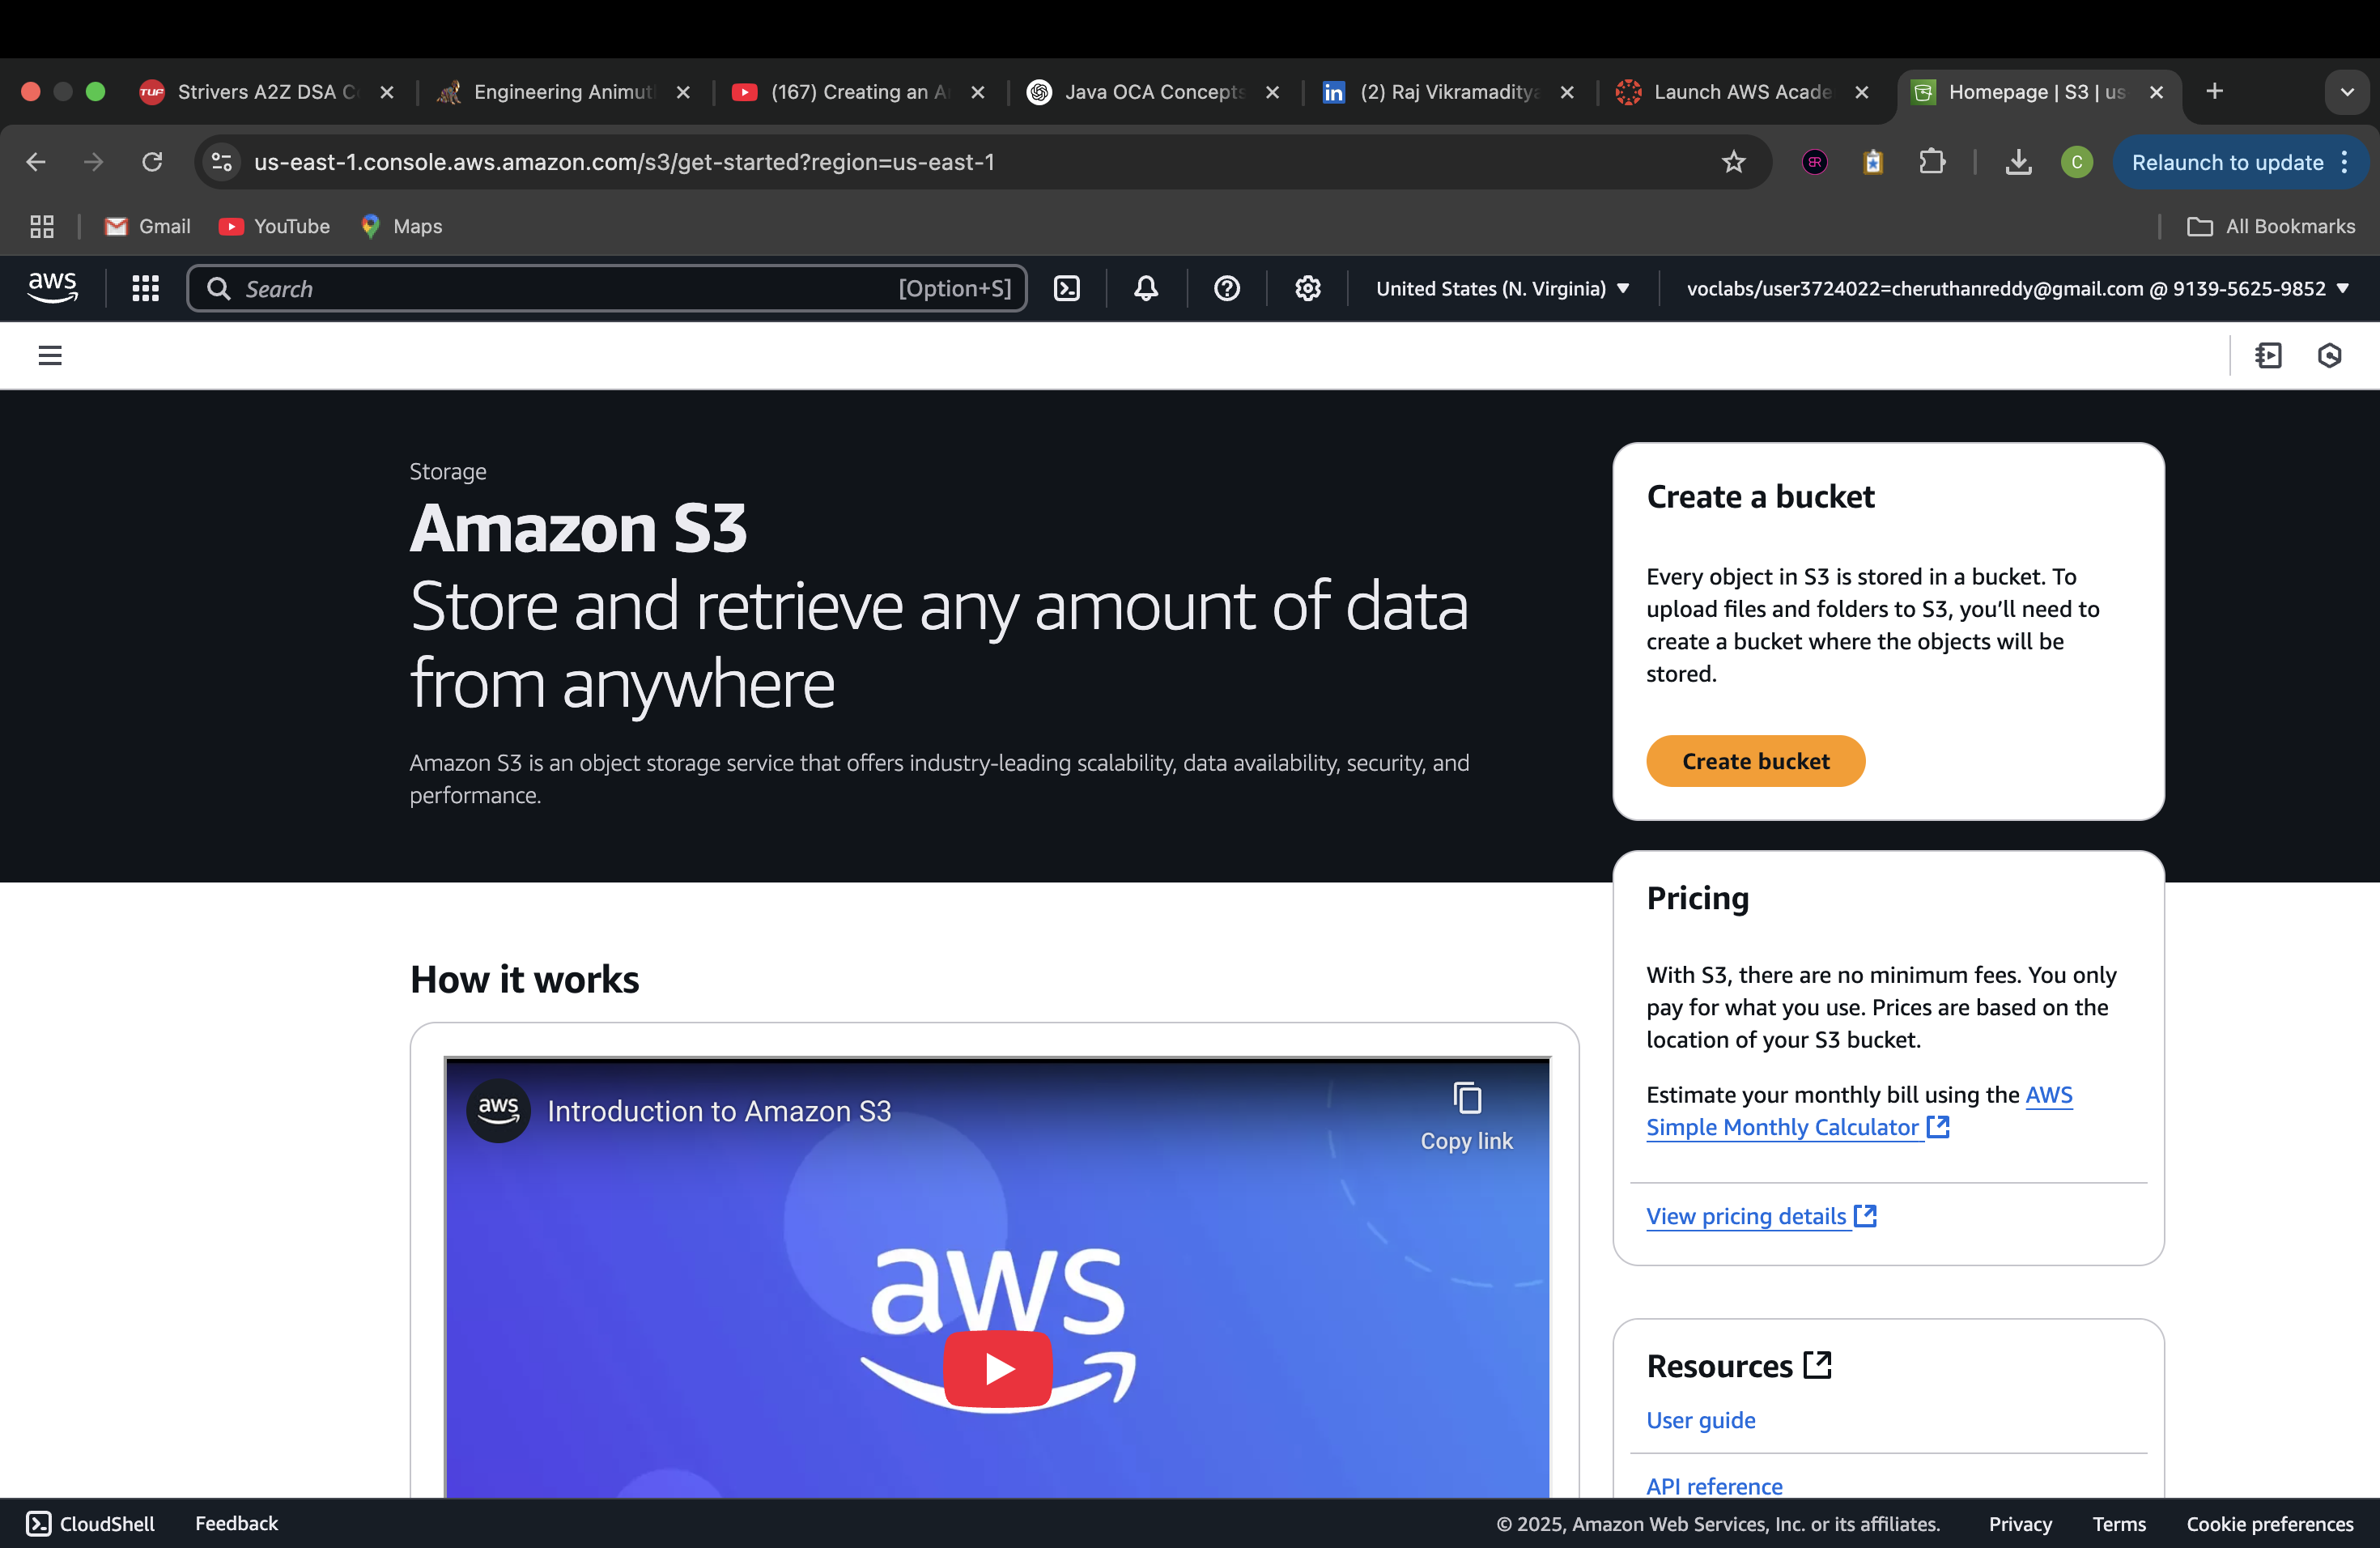 TUF Strivers A2Z DSA C
Engineering Animut
(167) Creating an A
Java OCA Concepts
in (2) Raj Vikramaditya
Launch AWS Acade
Homepage | S3 | us
us-east-1.console.aws.amazon.com/s3/get-started?region=us-east-1
C
Relaunch to update
Gmail
YouTube
Maps
All Bookmarks
aws
Search
[Option+S]
United States (N. Virginia)
voclabs/user3724022=cheruthanreddy@gmail.com @ 9139-5625-9852
Storage
Amazon S3
Store and retrieve any amount of data
from anywhere
Amazon S3 is an object storage service that offers industry-leading scalability, data availability, security, and
performance.
Create a bucket
Every object in S3 is stored in a bucket. To
upload files and folders to S3, you'll need to
create a bucket where the objects will be
stored.
Create bucket
Pricing
With S3, there are no minimum fees. You only
pay for what you use. Prices are based on the
location of your S3 bucket.
Estimate your monthly bill using the AWS
Simple Monthly Calculator
View pricing details
How it works
aws
Introduction to Amazon S3
Copy link
aws
Resources
User guide
API reference
CloudShell
Feedback
© 2025, Amazon Web Services, Inc. or its affiliates.
Privacy
Terms
Cookie preferences